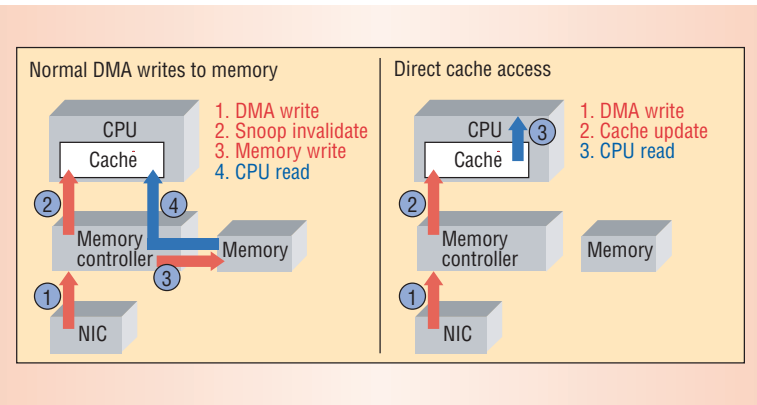 Normal DMA writes to memory
1. DMA write
2. Snoop invalidate
3. Memory write
4. CPU read
CPU
Cache
2
4
Memory
controller
Memory
3
1
NIC
Direct cache access
1. DMA write
2. Cache update
3. CPU read
CPU
3
Cache
2
Memory
controller
Memory
1
NIC